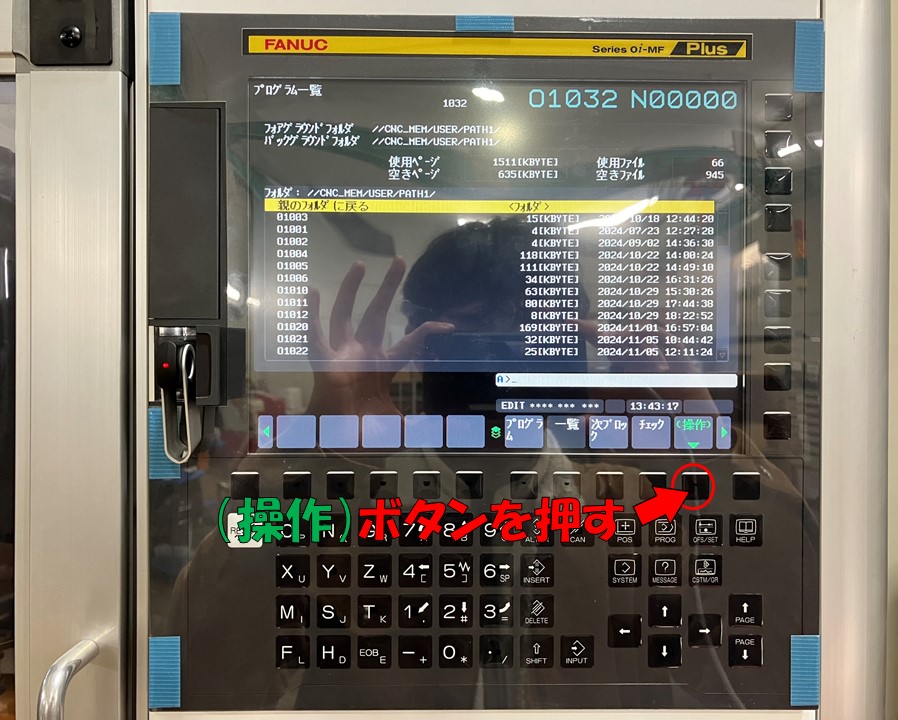 FANUC
Series 0i-MF Plus
プログラム一覧
1032 O1032 N00000
フォアグラウンドフォルダ //CNC_MEM/USER/PATH1/
バックグラウンドフォルダ //CNC_MEM/USER/PATH1/
使用ページ 1511[KBYTE] 使用ファイル 66
空きページ 635[KBYTE] 空きファイル 945
フォルダ: //CNC_MEM/USER/PATH1/
親のフォルダに戻る <フォルダ>
O1003 15[KBYTE] 10/18 12:44:20
O1001 4[KBYTE] 2024/07/23 12:27:28
O1002 4[KBYTE] 2024/09/02 14:36:30
O1004 118[KBYTE] 2024/10/22 14:00:24
O1005 111[KBYTE] 2024/10/22 14:49:10
O1006 34[KBYTE] 2024/10/22 16:31:26
O1010 63[KBYTE] 2024/10/29 15:30:26
O1011 80[KBYTE] 2024/10/29 17:44:38
O1012 8[KBYTE] 2024/10/29 18:22:52
O1020 169[KBYTE] 2024/11/01 16:57:04
O1021 32[KBYTE] 2024/11/05 10:44:42
O1022 25[KBYTE] 2024/11/05 12:11:24
A>_
EDIT **** *** *** 13:43:17
プログラム 一覧 次ブロック チェック (操作)
(操作)ボタンを押す
POS PROG OFS/SET HELP
X U Y V Z W 4 [ 5 ] 6 SP INSERT SYSTEM MESSAGE CSTM/GR
M I S J T K 1 , 2 # 3 = DELETE ↑ ↑ PAGE
← →
F L H D EOB E - + 0 * . / SHIFT INPUT ↓ PAGE ↓